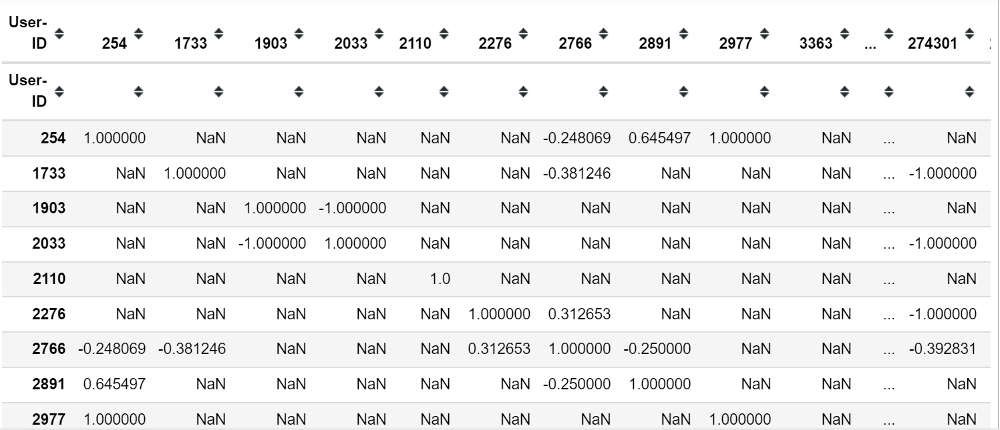 User-ID 254 1733 1903 2033 2110 2276 2766 2891 2977 3363 ... 274301
User-ID
254 1.000000 NaN NaN NaN NaN NaN -0.248069 0.645497 1.000000 NaN ... NaN
1733 NaN 1.000000 NaN NaN NaN NaN -0.381246 NaN NaN NaN ... -1.000000
1903 NaN NaN 1.000000 -1.000000 NaN NaN NaN NaN NaN NaN ... NaN
2033 NaN NaN -1.000000 1.000000 NaN NaN NaN NaN NaN NaN ... -1.000000
2110 NaN NaN NaN NaN 1.0 NaN NaN NaN NaN NaN ... NaN
2276 NaN NaN NaN NaN NaN 1.000000 0.312653 NaN NaN NaN ... -1.000000
2766 -0.248069 -0.381246 NaN NaN NaN 0.312653 1.000000 -0.250000 NaN NaN ... -0.392831
2891 0.645497 NaN NaN NaN NaN NaN -0.250000 1.000000 NaN NaN ... NaN
2977 1.000000 NaN NaN NaN NaN NaN NaN NaN 1.000000 NaN ... NaN